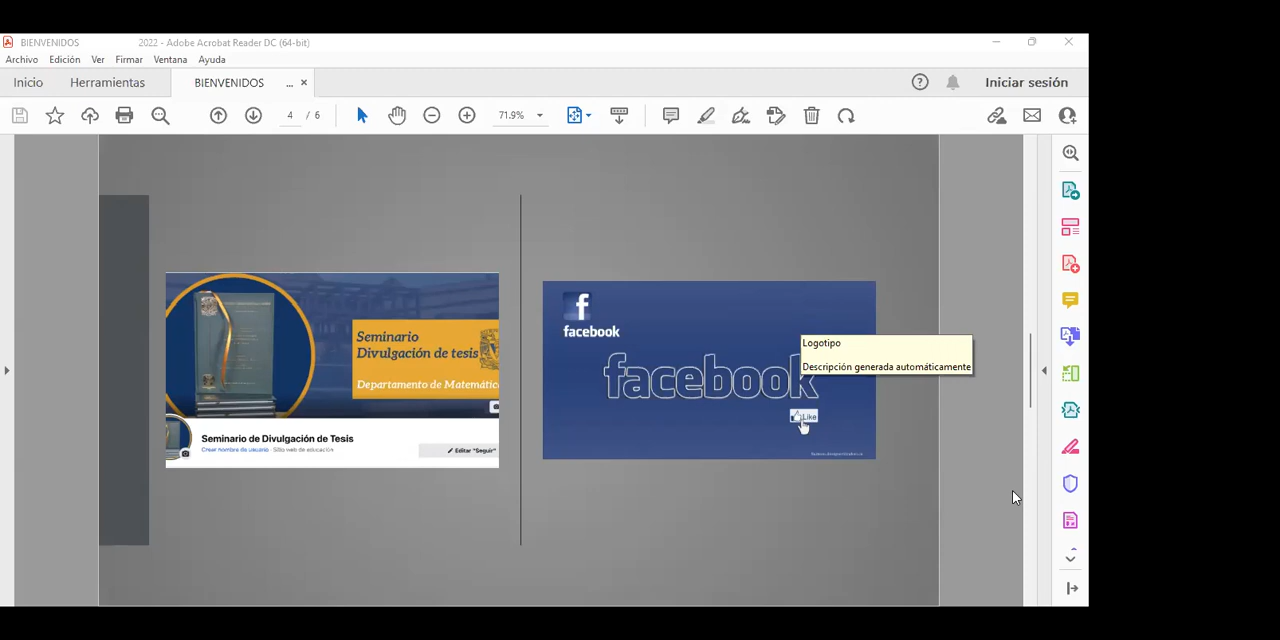 BIENVENIDOS 2022 - Adobe Acrobat Reader DC (64-bit)
Archivo Edición Ver Firmar Ventana Ayuda
Inicio Herramientas BIENVENIDOS ... × Iniciar sesión
4 / 6 71.9%
Seminario
Divulgación de tesis
Departamento de Matemátic
Seminario de Divulgación de Tesis
Crear nombre de usuario · Sitio web de educación
Editar "Seguir"
f
facebook
facebook
Like
Logotipo
Descripción generada automáticamente